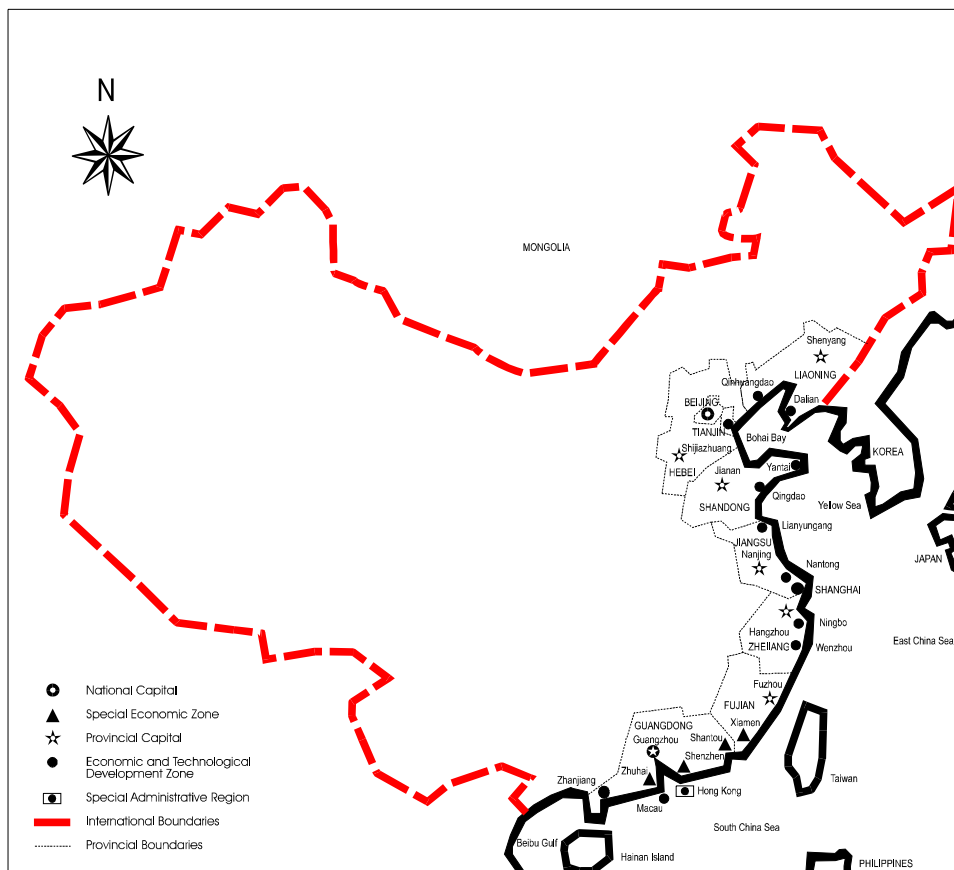 N
MONGOLIA
Shenyang
LIAONING
Qinhyangdao
BEIJING
Dalian
TIANJIN
Bohai Bay
Shijiazhuang
KOREA
HEBEI
Jianan
Yantai
Qingdao
SHANDONG
Yellow Sea
Lianyungang
JIANGSU
Nanjing
JAPAN
Nantong
SHANGHAI
Ningbo
Hangzhou
East China Sea
ZHEIIANG
Wenzhou
Fuzhou
FUJIAN
Xiamen
GUANGDONG
Guangzhou
Shantou
Shenzhen
Zhuhai
Zhanjiang
Taiwan
Hong Kong
Macau
South China Sea
Beibu Gulf
Hainan Island
PHILIPPINES
National Capital
Special Economic Zone
Provincial Capital
Economic and Technological
Development Zone
Special Administrative Region
International Boundaries
Provincial Boundaries